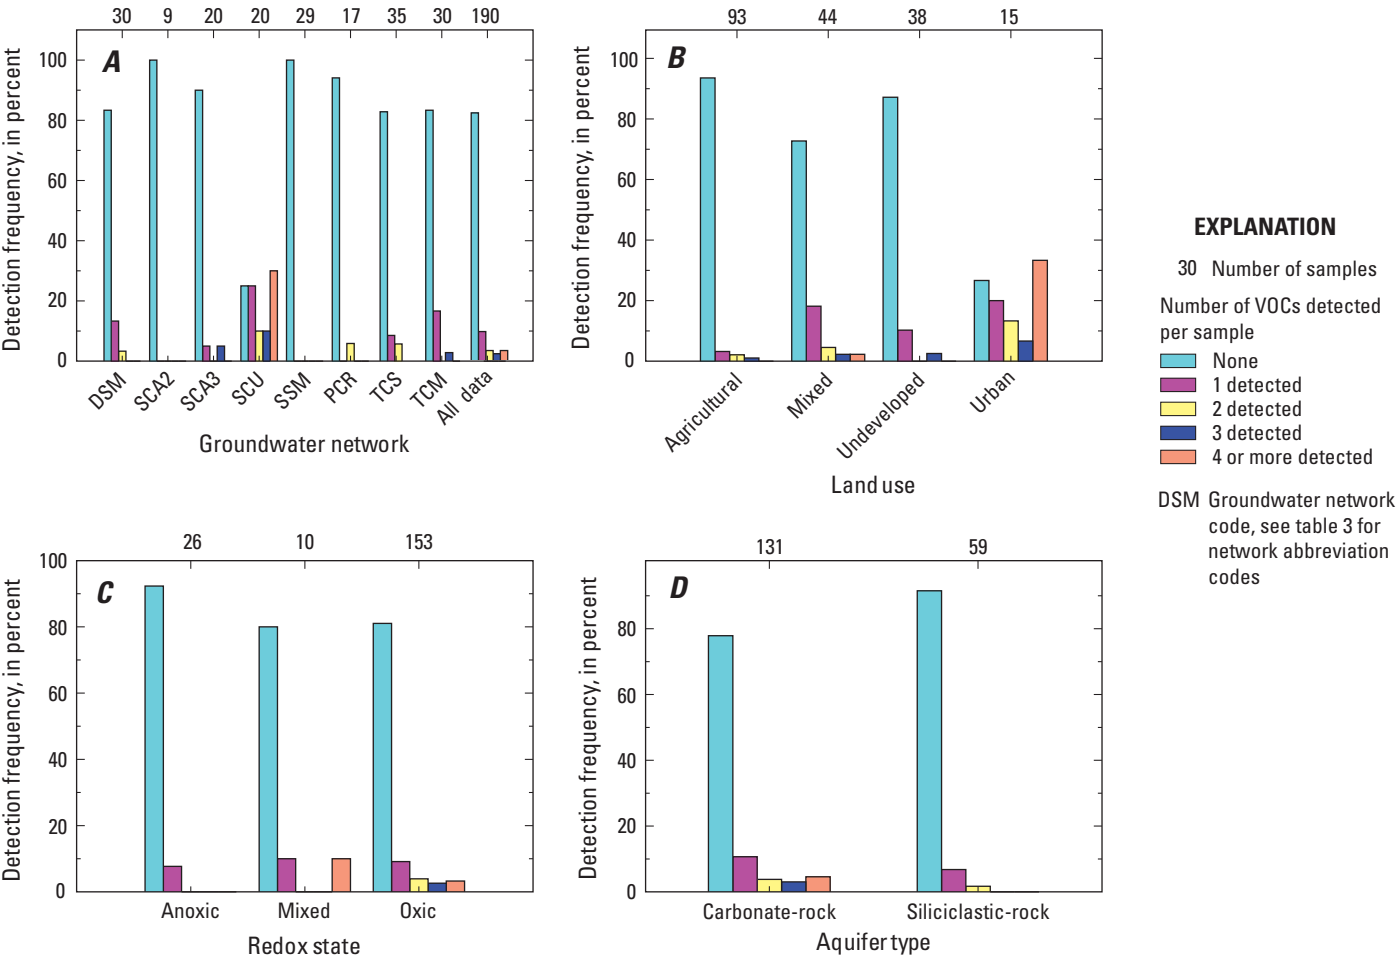 30 9 20 20 29 17 35 30 190
A
Detection frequency, in percent
100
80
60
40
20
0
DSM SCA2 SCA3 SCU SSM PCR TCS TCM All data
Groundwater network
93 44 38 15
B
Detection frequency, in percent
100
80
60
40
20
0
Agricultural Mixed Undeveloped Urban
Land use
EXPLANATION
30 Number of samples
Number of VOCs detected
per sample
None
1 detected
2 detected
3 detected
4 or more detected
DSM Groundwater network
code, see table 3 for
network abbreviation
codes
26 10 153
C
Detection frequency, in percent
100
80
60
40
20
0
Anoxic Mixed Oxic
Redox state
131 59
D
Detection frequency, in percent
80
60
40
20
0
Carbonate-rock Siliciclastic-rock
Aquifer type